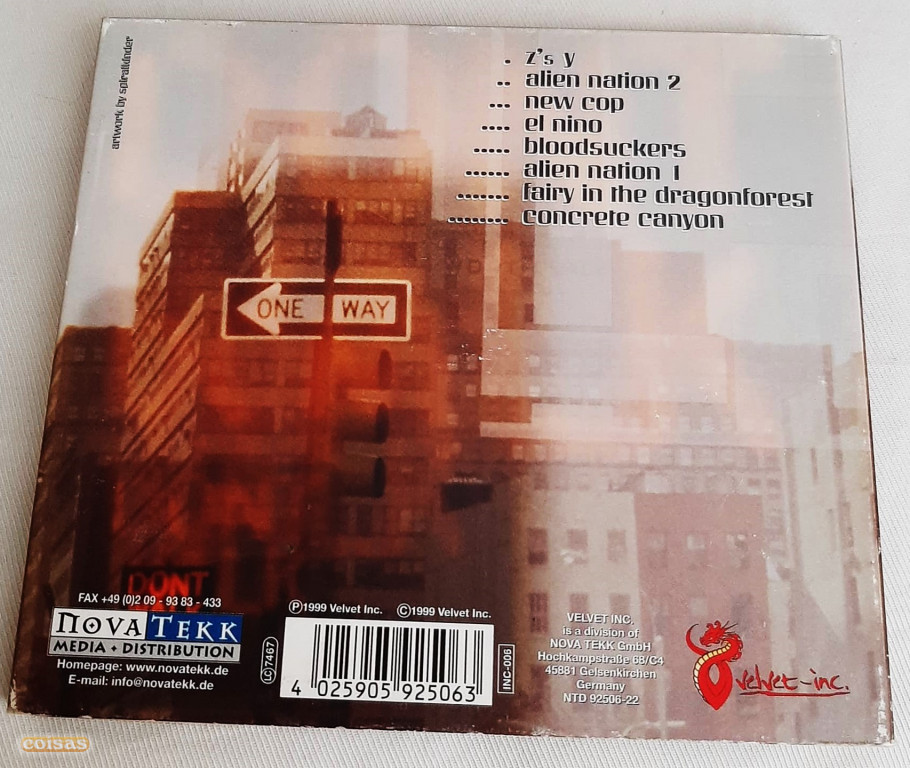 artwork by spiralkinder
. z's y
.. alien nation 2
... new cop
.... el nino
..... bloodsuckers
...... alien nation 1
....... fairy in the dragonforest
........ concrete canyon
ONE WAY
DONT
FAX +49 (0)2 09 - 93 83 - 433
NOVA TEKK
MEDIA + DISTRIBUTION
Homepage: www.novatekk.de
E-mail: info@novatekk.de
LC 7467
Ⓟ1999 Velvet Inc. ©1999 Velvet Inc.
4 025905 925063
INC-006
VELVET INC.
is a division of
NOVA TEKK GmbH
Hochkampstraße 68/C4
45881 Gelsenkirchen
Germany
NTD 92506-22
velvet-inc.
coisas